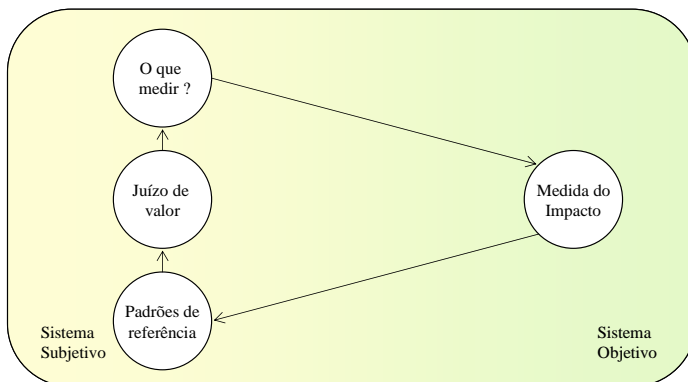 O que
medir ?
Juízo de
valor
Medida do
Impacto
Padrões de
referência
Sistema
Subjetivo
Sistema
Objetivo